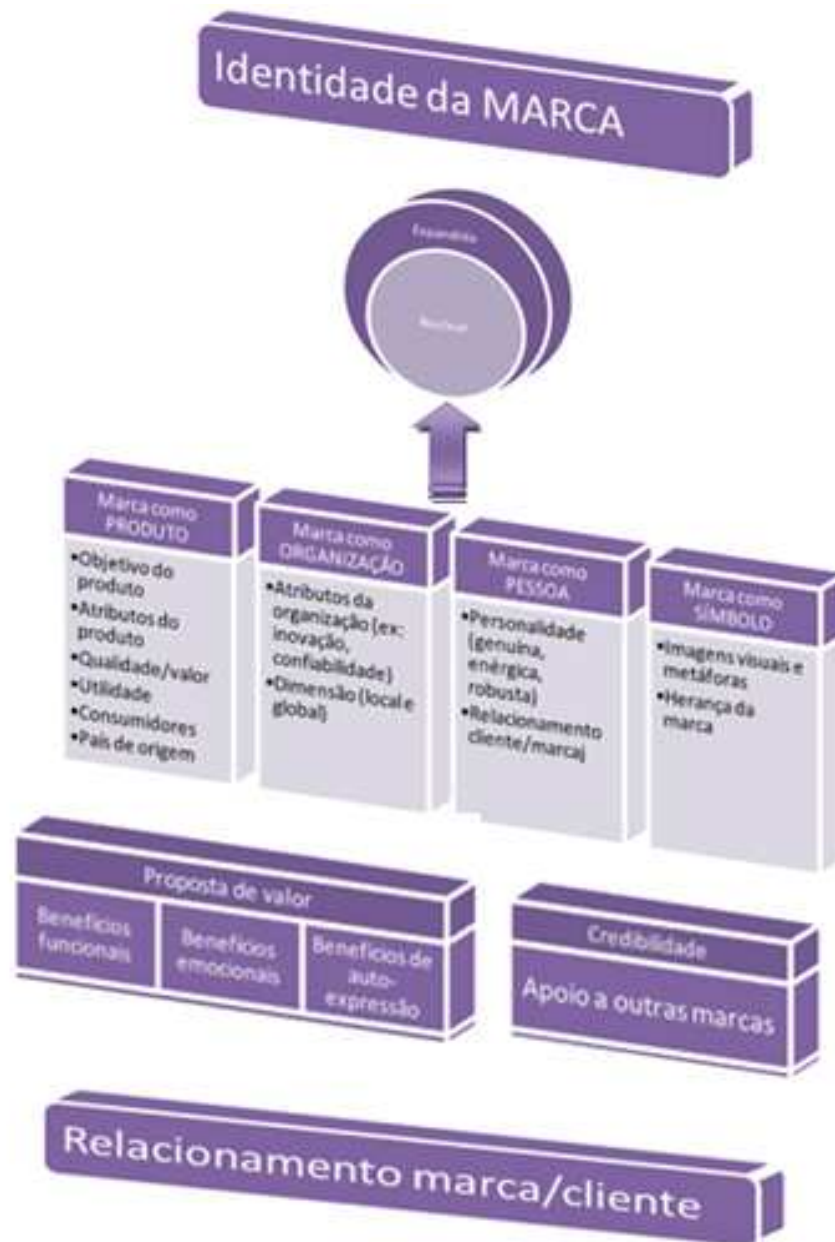 Identidade da MARCA
Expandida
Marca como
PRODUTO
•Objetivo do
produto
•Atributos do
produto
•Qualidade/valor
•Utilidade
•Consumidores
•País de origem
Marca como
ORGANIZAÇÃO
•Atributos da
organização (ex:
inovação,
confiabilidade)
•Dimensão (local e
global)
Marca como
PESSOA
•Personalidade
(genuína,
enérgica,
robusta)
•Relacionamento
cliente/marcaj
Marca como
SÍMBOLO
•Imagens visuais e
metáforas
•Herança da
marca
Proposta de valor
Benefícios
funcionais
Benefícios
emocionais
Benefícios de
auto-
expressão
Credibilidade
Apoio a outras marcas
Relacionamento marca/cliente